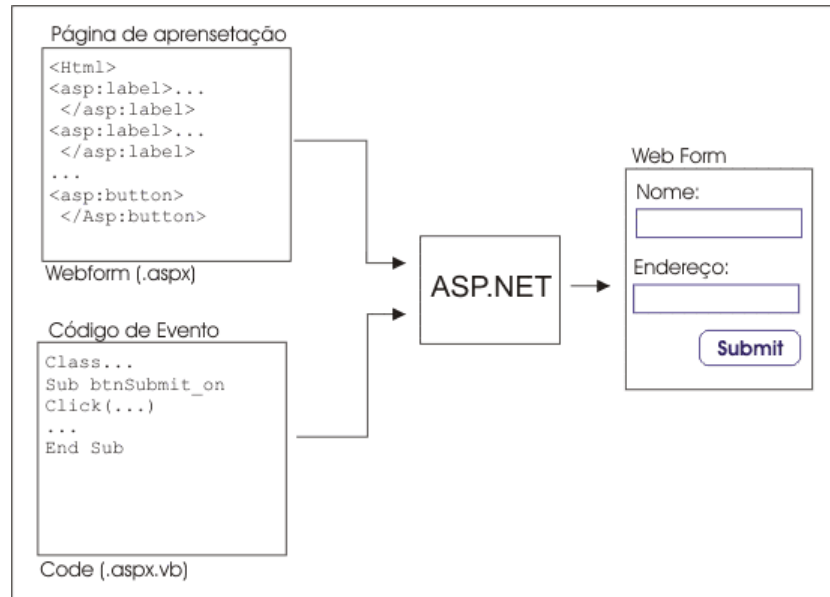 Página de aprensetação
<Html>
<asp:label>...
</asp:label>
<asp:label>...
</asp:label>
...
<asp:button>
</Asp:button>
Webform (.aspx)
Código de Evento
Class...
Sub btnSubmit_on
Click(...)
...
End Sub
Code (.aspx.vb)
ASP.NET
Web Form
Nome:
Endereço:
Submit